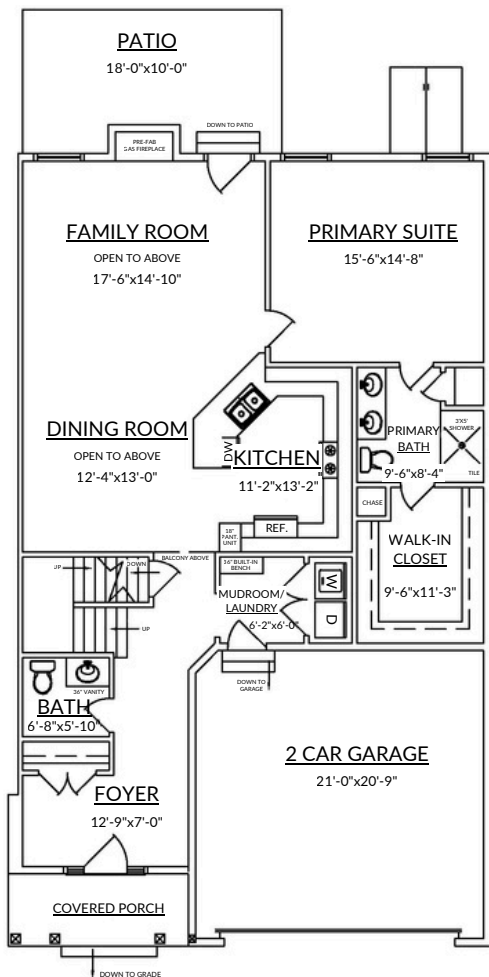 PATIO
18'-0"x10'-0"
DOWN TO PATIO
PRE-FAB
GAS FIREPLACE
FAMILY ROOM
OPEN TO ABOVE
17'-6"x14'-10"
PRIMARY SUITE
15'-6"x14'-8"
DINING ROOM
OPEN TO ABOVE
12'-4"x13'-0"
DW
KITCHEN
11'-2"x13'-2"
REF.
18"
PANT.
UNIT
PRIMARY
BATH
9'-6"x8'-4"
3'X5'
SHOWER
TILE
CHASE
WALK-IN
CLOSET
9'-6"x11'-3"
BALCONY ABOVE
UP
DOWN
UP
36" BUILT-IN
BENCH
MUDROOM/
LAUNDRY
6'-2"x6'-0"
W
D
DOWN TO
GARAGE
36" VANITY
BATH
6'-8"x5'-10"
2 CAR GARAGE
21'-0"x20'-9"
FOYER
12'-9"x7'-0"
COVERED PORCH
DOWN TO GRADE